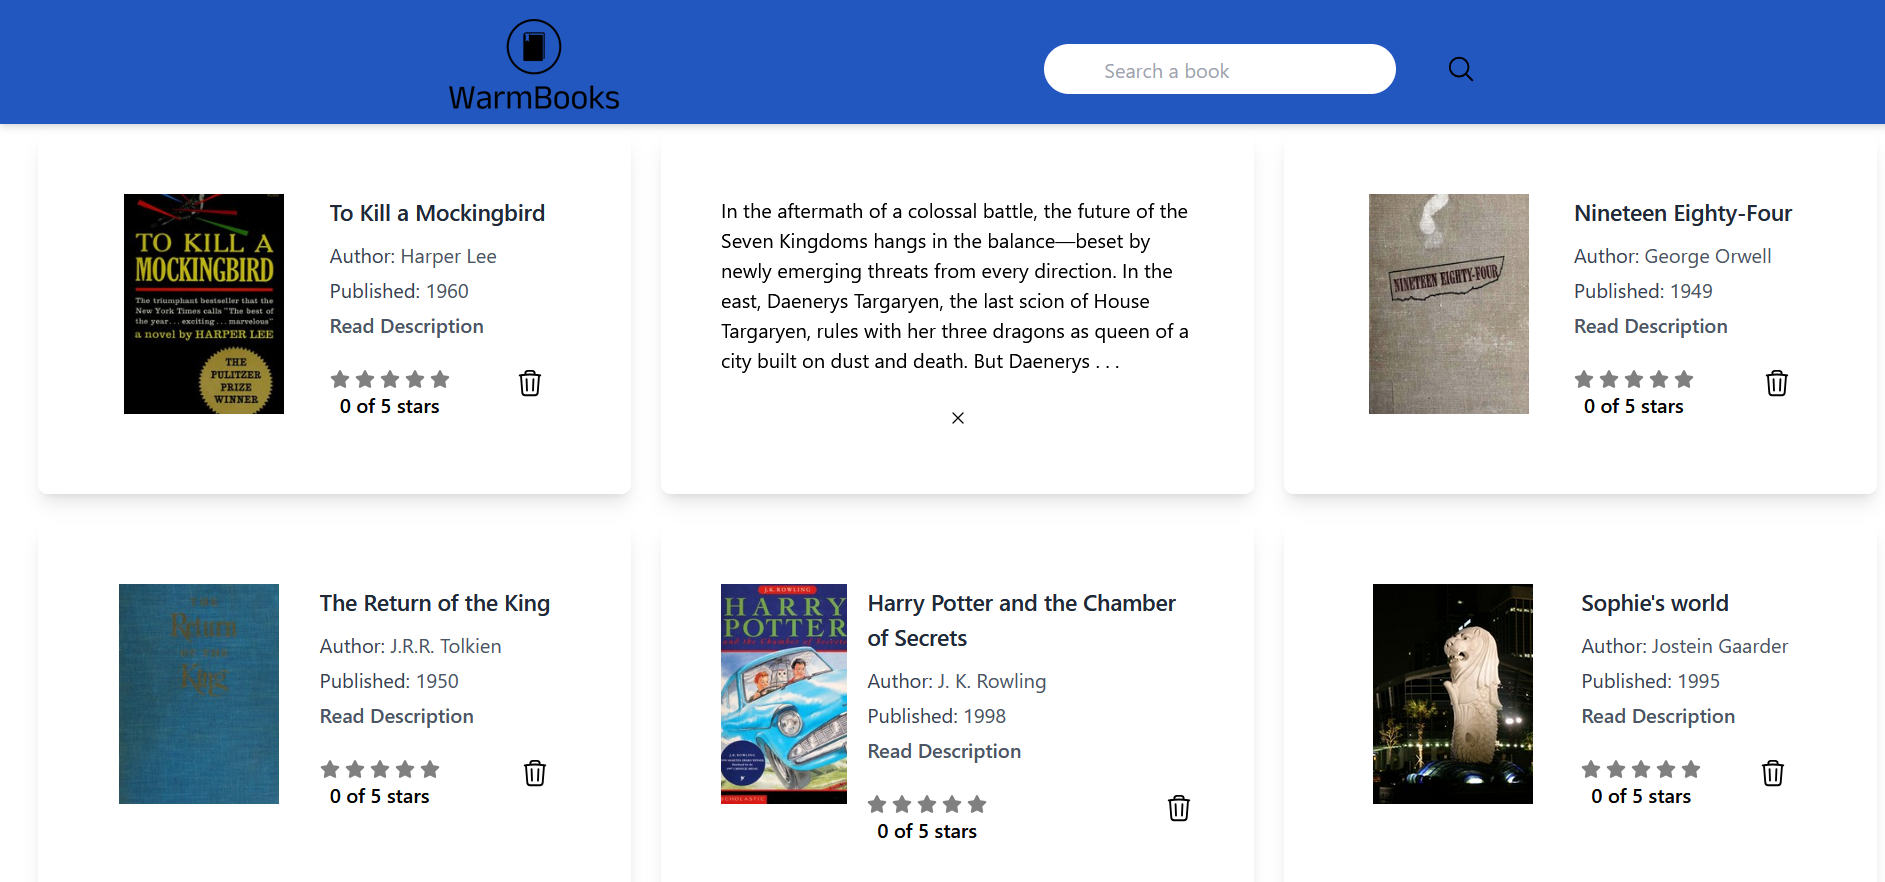 WarmBooks
Search a book
TO KILL A
MOCKINGBIRD
The triumphant bestseller that the
New York Times calls "The best of
the year...exciting...marvelous"
a novel by HARPER LEE
THE
PULITZER
PRIZE
WINNER
To Kill a Mockingbird
Author: Harper Lee
Published: 1960
Read Description
0 of 5 stars
In the aftermath of a colossal battle, the future of the
Seven Kingdoms hangs in the balance—beset by
newly emerging threats from every direction. In the
east, Daenerys Targaryen, the last scion of House
Targaryen, rules with her three dragons as queen of a
city built on dust and death. But Daenerys . . .
NINETEEN EIGHTY-FOUR
Nineteen Eighty-Four
Author: George Orwell
Published: 1949
Read Description
0 of 5 stars
THE
Return
OF THE
King
The Return of the King
Author: J.R.R. Tolkien
Published: 1950
Read Description
0 of 5 stars
J.K. ROWLING
HARRY
POTTER
and the Chamber of Secrets
SCHOLASTIC
Harry Potter and the Chamber
of Secrets
Author: J. K. Rowling
Published: 1998
Read Description
0 of 5 stars
Sophie's world
Author: Jostein Gaarder
Published: 1995
Read Description
0 of 5 stars